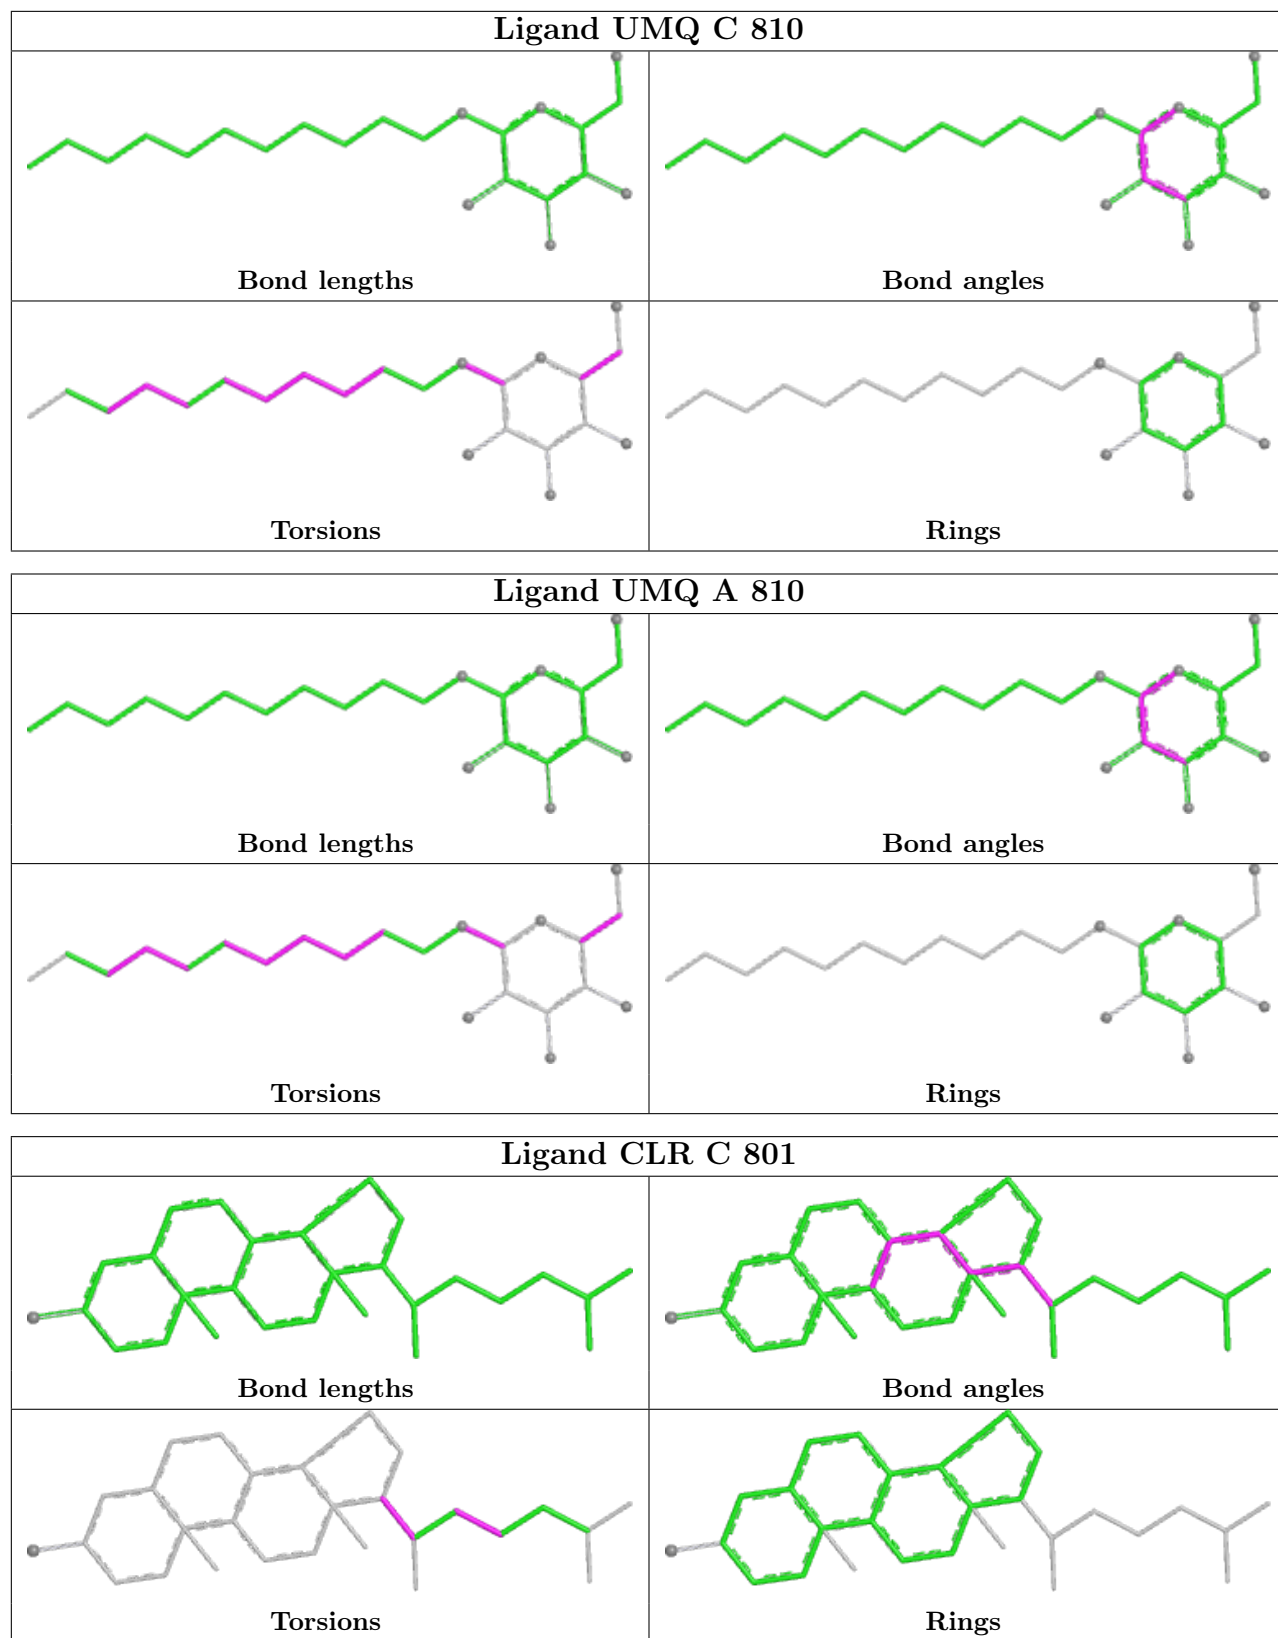 Ligand UMQ C 810
Bond lengths
Bond angles
Torsions
Rings
Ligand UMQ A 810
Bond lengths
Bond angles
Torsions
Rings
Ligand CLR C 801
Bond lengths
Bond angles
Torsions
Rings